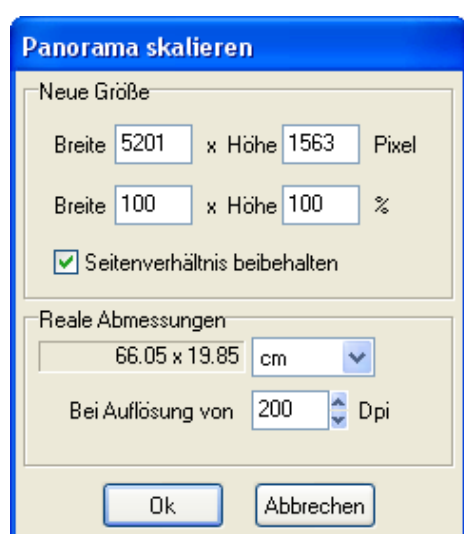 Panorama skalieren
Neue Größe
Breite 5201 x Höhe 1563 Pixel
Breite 100 x Höhe 100 %
Seitenverhältnis beibehalten
Reale Abmessungen
66.05 x 19.85 cm
Bei Auflösung von 200 Dpi
Ok Abbrechen